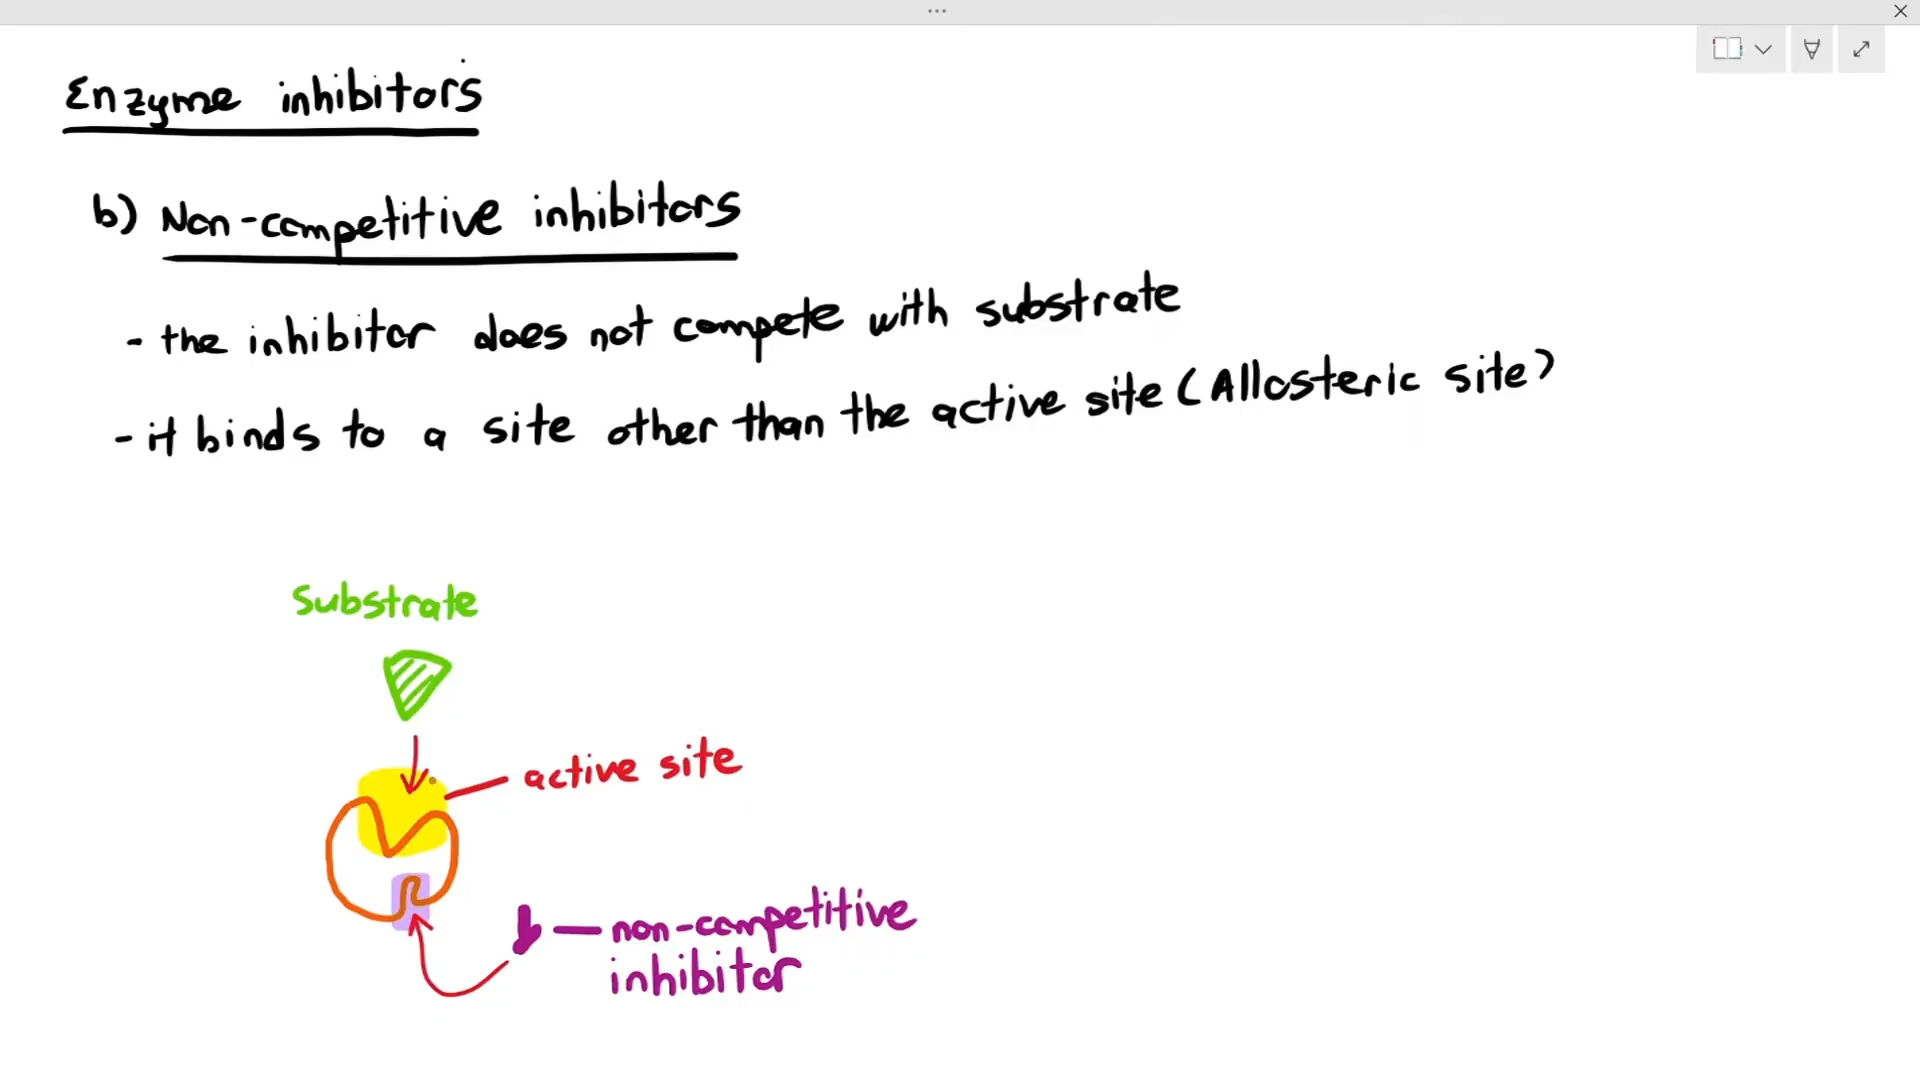 Enzyme inhibitors
b) Non-competitive inhibitors
- the inhibitor does not compete with substrate
- it binds to a site other than the active site (Allosteric site)
Substrate
active site
non-competitive
inhibitor